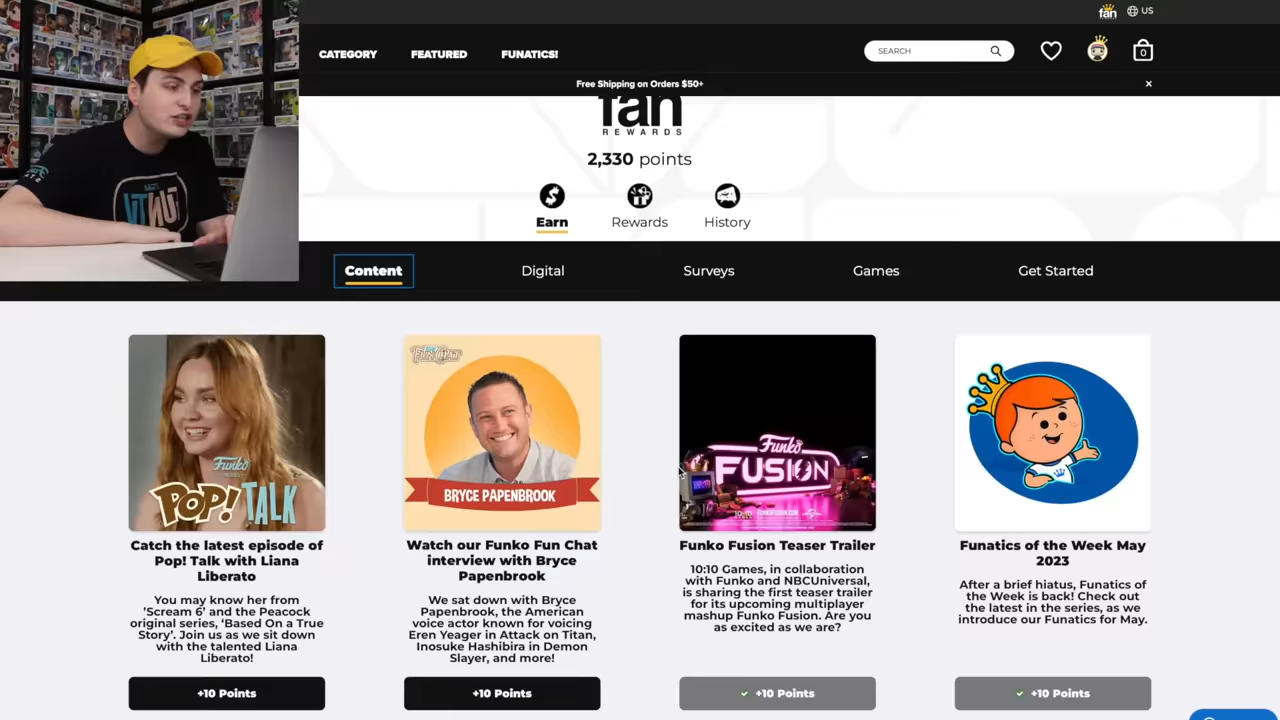 fan
US
CATEGORY
FEATURED
FUNATICS!
SEARCH
0
Free Shipping on Orders $50+
×
fan
REWARDS
2,330 points
Earn
Rewards
History
Content
Digital
Surveys
Games
Get Started
Funko
POP! TALK
FUN CHAT
BRYCE PAPENBROOK
Funko
FUSION
10:10
Catch the latest episode of
Pop! Talk with Liana
Liberato
You may know her from
'Scream 6' and the Peacock
original series, 'Based On a True
Story'. Join us as we sit down
with the talented Liana
Liberato!
+10 Points
Watch our Funko Fun Chat
interview with Bryce
Papenbrook
We sat down with Bryce
Papenbrook, the American
voice actor known for voicing
Eren Yeager in Attack on Titan,
Inosuke Hashibira in Demon
Slayer, and more!
+10 Points
Funko Fusion Teaser Trailer
10:10 Games, in collaboration
with Funko and NBCUniversal,
is sharing the first teaser trailer
for its upcoming multiplayer
mashup Funko Fusion. Are you
as excited as we are?
+10 Points
Funatics of the Week May
2023
After a brief hiatus, Funatics of
the Week is back! Check out
the latest in the series, as we
introduce our Funatics for May.
+10 Points